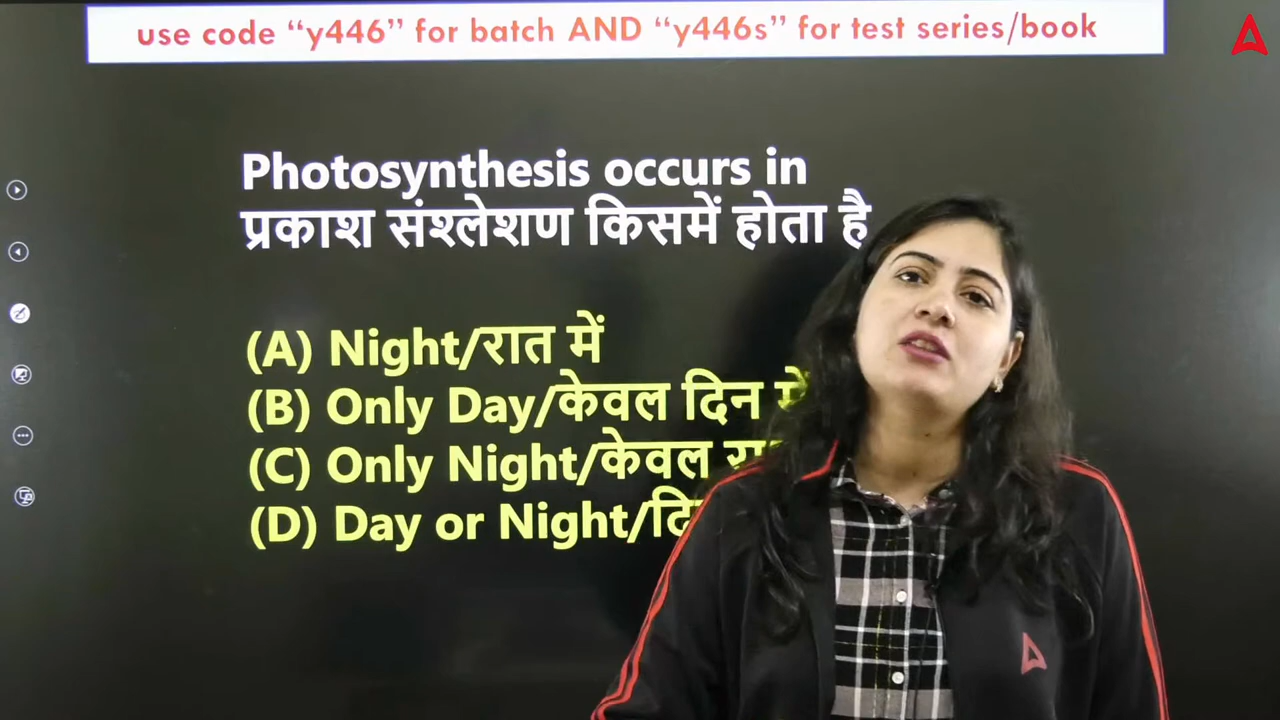 use code “y446” for batch AND “y446s” for test series/book
Photosynthesis occurs in
प्रकाश संश्लेशण किसमें होता है
(A) Night/रात में
(B) Only Day/केवल दिन में
(C) Only Night/केवल
(D) Day or Night/